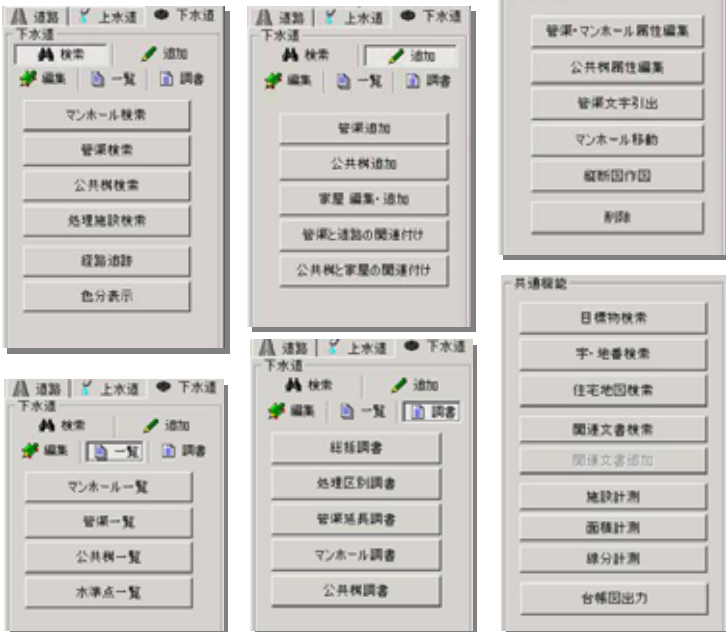 道路 上水道 下水道
下水道
検索 追加
編集 一覧 調書
マンホール検索
管渠検索
公共桝検索
処理施設検索
経路追跡
色分表示
道路 上水道 下水道
下水道
検索 追加
編集 一覧 調書
管渠追加
公共桝追加
家屋 編集・追加
管渠と道路の関連付け
公共桝と家屋の関連付け
管渠・マンホール属性編集
公共桝属性編集
管渠文字引出
マンホール移動
縦断図作図
削除
道路 上水道 下水道
下水道
検索 追加
編集 一覧 調書
マンホール一覧
管渠一覧
公共桝一覧
水準点一覧
道路 上水道 下水道
下水道
検索 追加
編集 一覧 調書
総括調書
処理区別調書
管渠延長調書
マンホール調書
公共桝調書
共通機能
目標物検索
字・地番検索
住宅地図検索
関連文書検索
関連文書追加
施設計測
面積計測
線分計測
台帳図出力